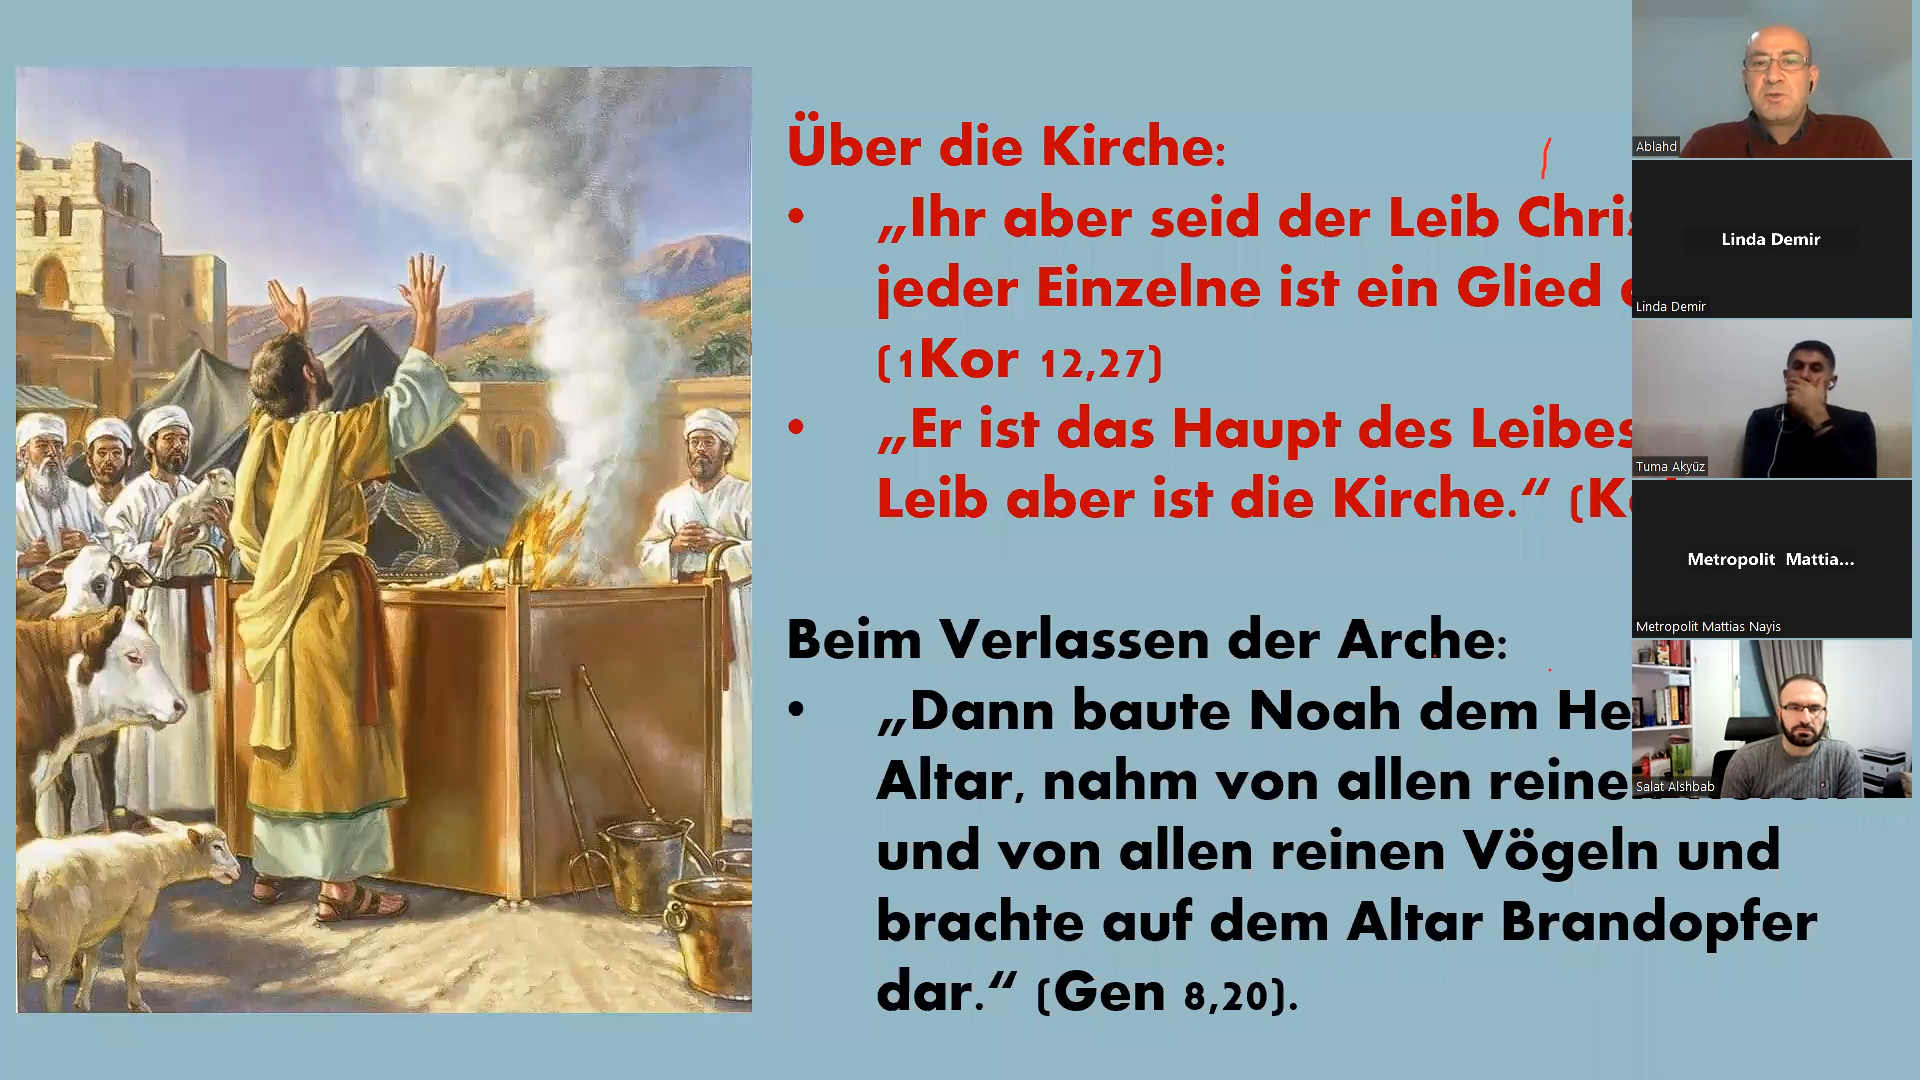 Über die Kirche:
• „Ihr aber seid der Leib
jeder Einzelne ist ein Glied
(1Kor 12,27)
• „Er ist das Haupt des Leibes
Leib aber ist die Kirche.“
Beim Verlassen der Arche:
• „Dann baute Noah dem
Altar, nahm von allen
und von allen reinen Vögeln und
brachte auf dem Altar Brandopfer
dar.“ (Gen 8,20).
Ablahd
Linda Demir
Linda Demir
Tuma Akyüz
Metropolit Mattia...
Metropolit Mattias Nayis
Salat Alshbab